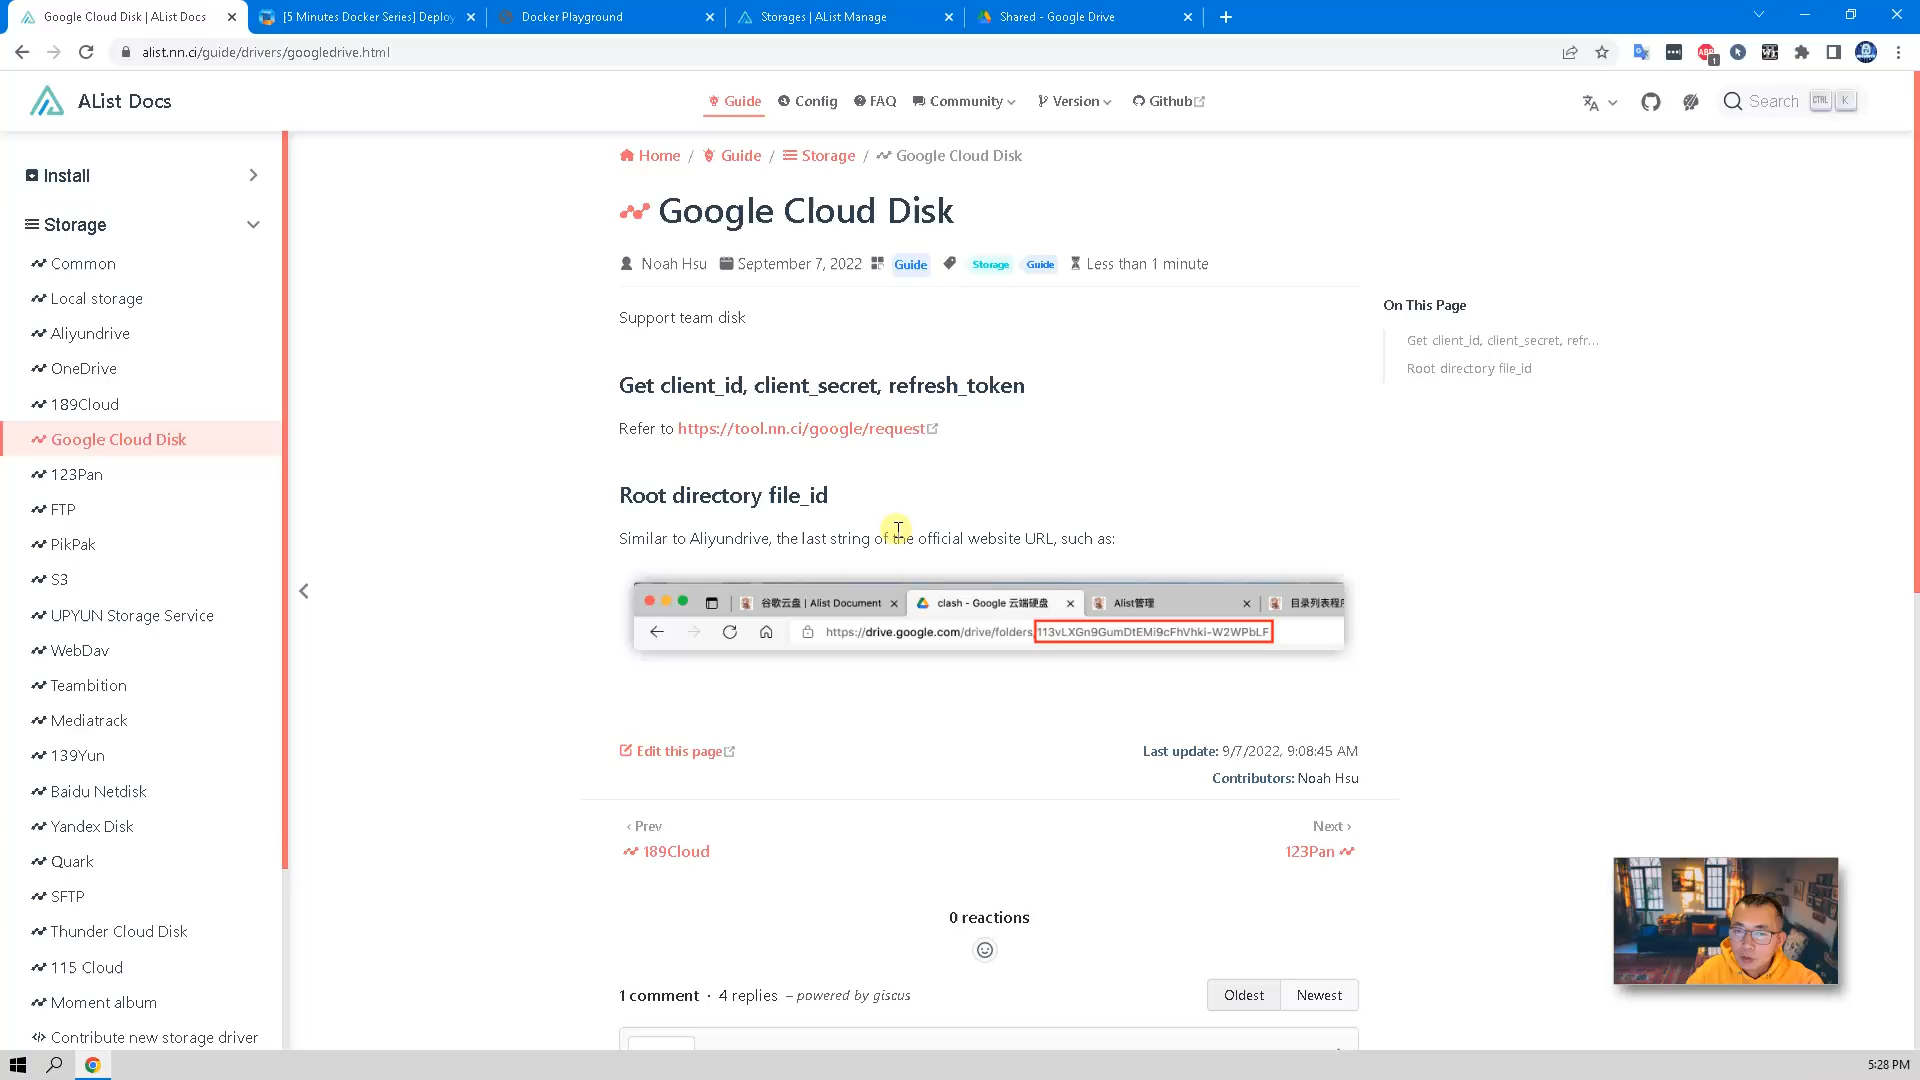 Google Cloud Disk | AList Docs
[5 Minutes Docker Series] Deploy
Docker Playground
Storages | AList Manage
Shared - Google Drive
alist.nn.ci/guide/drivers/googledrive.html
ABP
1
AList Docs
Guide
Config
FAQ
Community
Version
Github
Search
CTRL
K
Home / Guide / Storage / Google Cloud Disk
Install
Storage
Common
Local storage
Aliyundrive
OneDrive
189Cloud
Google Cloud Disk
123Pan
FTP
PikPak
S3
UPYUN Storage Service
WebDav
Teambition
Mediatrack
139Yun
Baidu Netdisk
Yandex Disk
Quark
SFTP
Thunder Cloud Disk
115 Cloud
Moment album
Contribute new storage driver
Google Cloud Disk
Noah Hsu September 7, 2022 Guide Storage Guide Less than 1 minute
Support team disk
Get client_id, client_secret, refresh_token
Refer to https://tool.nn.ci/google/request
Root directory file_id
Similar to Aliyundrive, the last string of the official website URL, such as:
谷歌云盘 | Alist Document
clash - Google 云端硬盘
Alist管理
目录列表程序
https://drive.google.com/drive/folders/113vLXGn9GumDtEMi9cFhVhki-W2WPbLF
Edit this page
Last update: 9/7/2022, 9:08:45 AM
Contributors: Noah Hsu
Prev
189Cloud
Next
123Pan
0 reactions
1 comment · 4 replies – powered by giscus
Oldest
Newest
On This Page
Get client_id, client_secret, refr...
Root directory file_id
5:28 PM